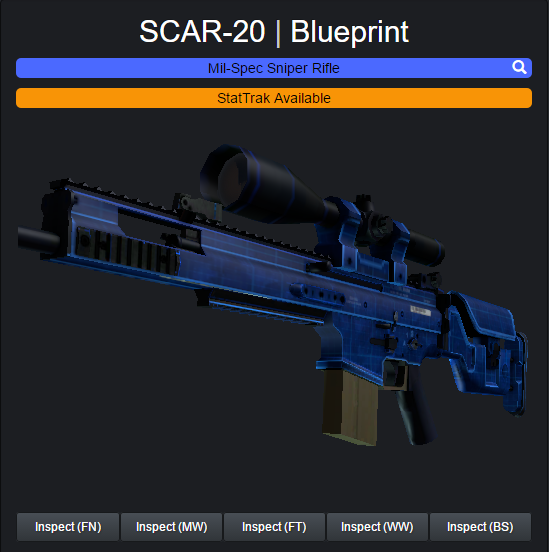 SCAR-20 | Blueprint
Mil-Spec Sniper Rifle
StatTrak Available
Inspect (FN) Inspect (MW) Inspect (FT) Inspect (WW) Inspect (BS)